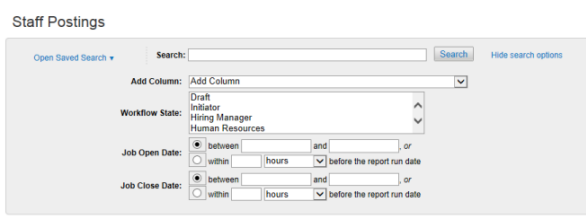 Staff Postings
Open Saved Search ▾ Search: Search Hide search options
Add Column: Add Column
Workflow State: Draft
Initiator
Hiring Manager
Human Resources
Job Open Date: between and , or
within hours before the report run date
Job Close Date: between and , or
within hours before the report run date